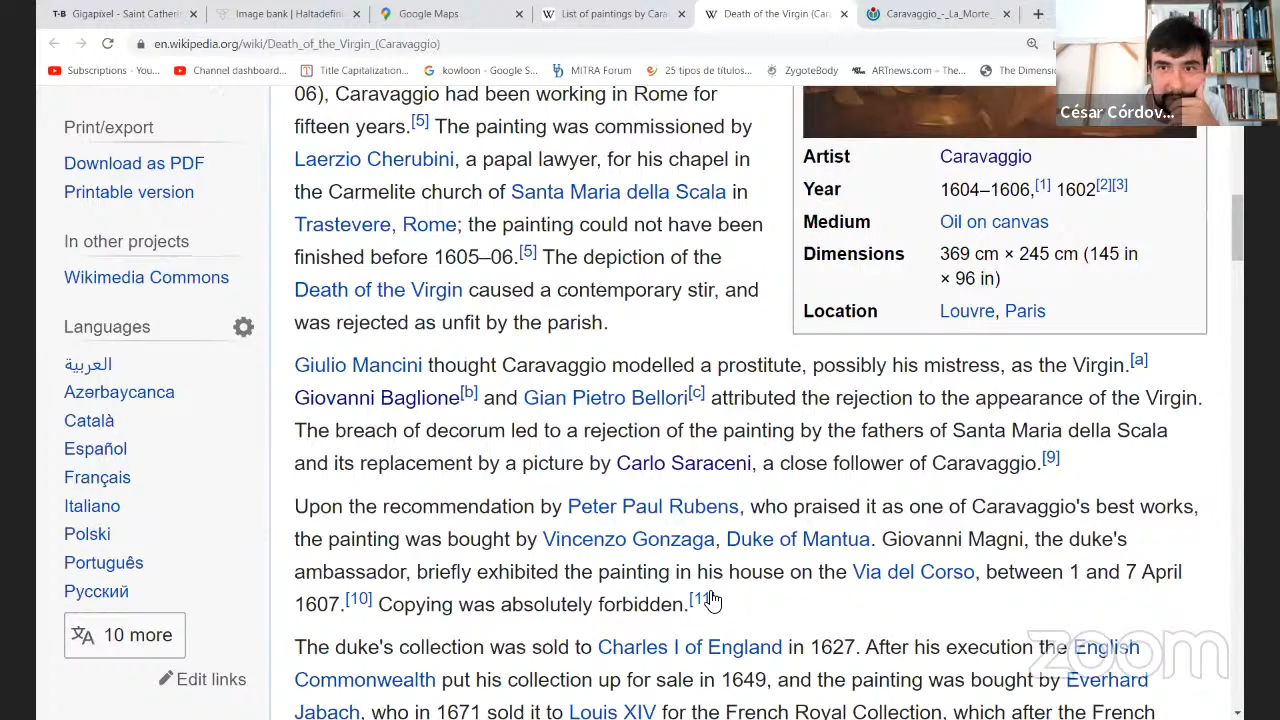 T-B Gigapixel - Saint Catheri
Image bank | Haltadefin
Google Maps
W List of paintings by Cara
W Death of the Virgin (Car
Caravaggio_-_La_Morte_
en.wikipedia.org/wiki/Death_of_the_Virgin_(Caravaggio)
Subscriptions - You...
Channel dashboard...
Title Capitalization...
kowken - Google S...
MITRA Forum
25 tipos de títulos...
ZygoteBody
ARTnews.com – The...
The Dimensi
César Córdov...
Print/export
Download as PDF
Printable version
In other projects
Wikimedia Commons
Languages
العربية
Azərbaycanca
Català
Español
Français
Italiano
Polski
Português
Русский
10 more
Edit links
06), Caravaggio had been working in Rome for
fifteen years.[5] The painting was commissioned by
Laerzio Cherubini, a papal lawyer, for his chapel in
the Carmelite church of Santa Maria della Scala in
Trastevere, Rome; the painting could not have been
finished before 1605–06.[5] The depiction of the
Death of the Virgin caused a contemporary stir, and
was rejected as unfit by the parish.
Artist Caravaggio
Year 1604–1606,[1] 1602[2][3]
Medium Oil on canvas
Dimensions 369 cm × 245 cm (145 in
× 96 in)
Location Louvre, Paris
Giulio Mancini thought Caravaggio modelled a prostitute, possibly his mistress, as the Virgin.[a]
Giovanni Baglione[b] and Gian Pietro Bellori[c] attributed the rejection to the appearance of the Virgin.
The breach of decorum led to a rejection of the painting by the fathers of Santa Maria della Scala
and its replacement by a picture by Carlo Saraceni, a close follower of Caravaggio.[9]
Upon the recommendation by Peter Paul Rubens, who praised it as one of Caravaggio's best works,
the painting was bought by Vincenzo Gonzaga, Duke of Mantua. Giovanni Magni, the duke's
ambassador, briefly exhibited the painting in his house on the Via del Corso, between 1 and 7 April
1607.[10] Copying was absolutely forbidden.[11
The duke's collection was sold to Charles I of England in 1627. After his execution the English
Commonwealth put his collection up for sale in 1649, and the painting was bought by Everhard
Jabach, who in 1671 sold it to Louis XIV for the French Royal Collection, which after the French
zoom